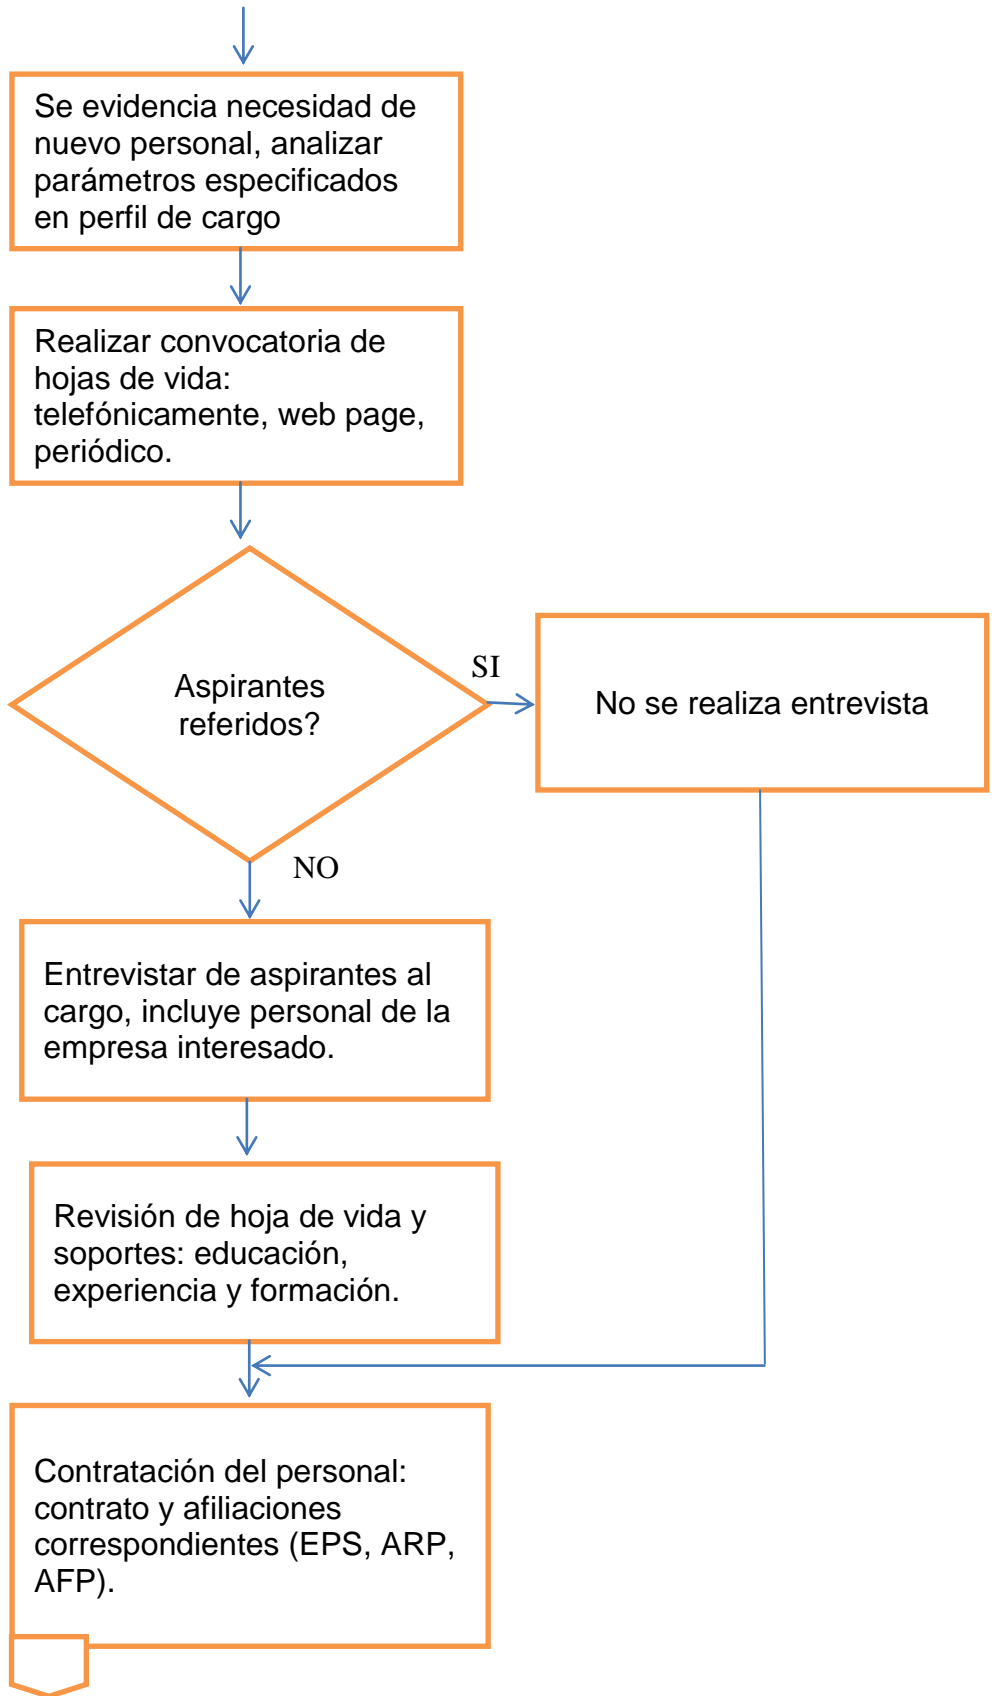 Se evidencia necesidad de
nuevo personal, analizar
parámetros especificados
en perfil de cargo
Realizar convocatoria de
hojas de vida:
telefónicamente, web page,
periódico.
Aspirantes
referidos?
SI
No se realiza entrevista
NO
Entrevistar de aspirantes al
cargo, incluye personal de la
empresa interesado.
Revisión de hoja de vida y
soportes: educación,
experiencia y formación.
Contratación del personal:
contrato y afiliaciones
correspondientes (EPS, ARP,
AFP).